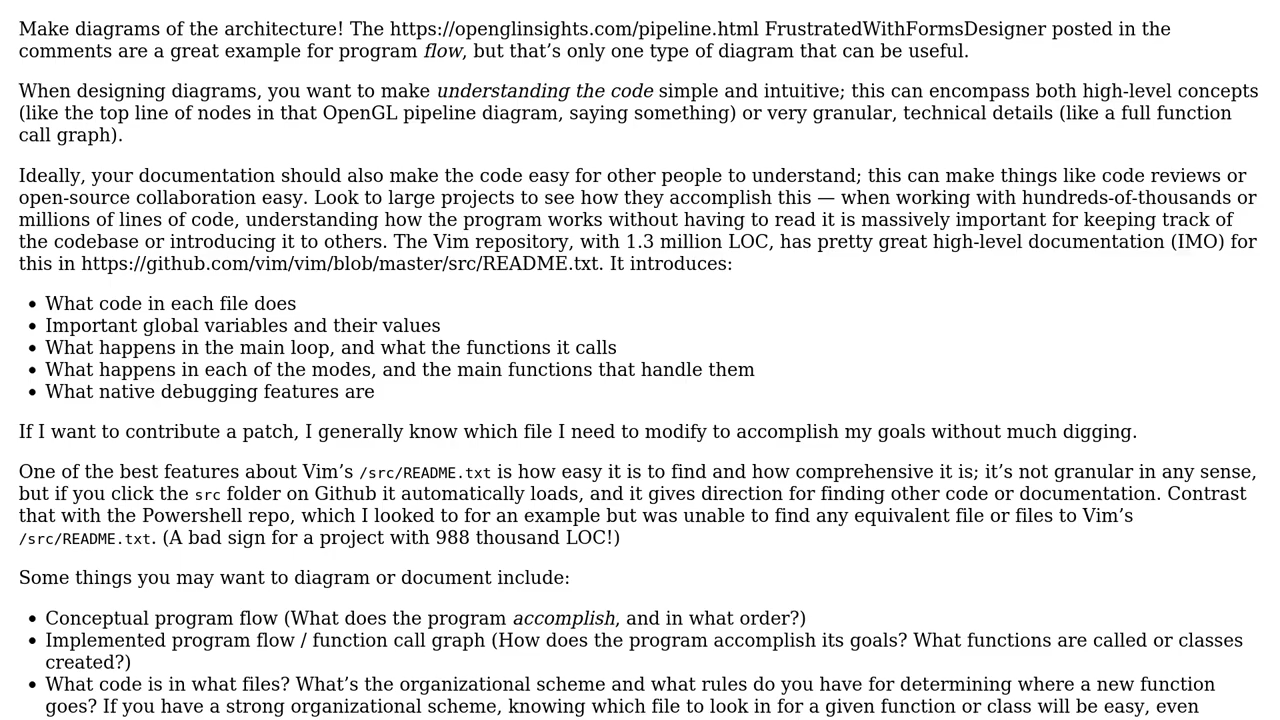 Make diagrams of the architecture! The https://openglinsights.com/pipeline.html FrustratedWithFormsDesigner posted in the
comments are a great example for program flow, but that’s only one type of diagram that can be useful.
When designing diagrams, you want to make understanding the code simple and intuitive; this can encompass both high-level concepts
(like the top line of nodes in that OpenGL pipeline diagram, saying something) or very granular, technical details (like a full function
call graph).
Ideally, your documentation should also make the code easy for other people to understand; this can make things like code reviews or
open-source collaboration easy. Look to large projects to see how they accomplish this — when working with hundreds-of-thousands or
millions of lines of code, understanding how the program works without having to read it is massively important for keeping track of
the codebase or introducing it to others. The Vim repository, with 1.3 million LOC, has pretty great high-level documentation (IMO) for
this in https://github.com/vim/vim/blob/master/src/README.txt. It introduces:
• What code in each file does
• Important global variables and their values
• What happens in the main loop, and what the functions it calls
• What happens in each of the modes, and the main functions that handle them
• What native debugging features are
If I want to contribute a patch, I generally know which file I need to modify to accomplish my goals without much digging.
One of the best features about Vim’s /src/README.txt is how easy it is to find and how comprehensive it is; it’s not granular in any sense,
but if you click the src folder on Github it automatically loads, and it gives direction for finding other code or documentation. Contrast
that with the Powershell repo, which I looked to for an example but was unable to find any equivalent file or files to Vim’s
/src/README.txt. (A bad sign for a project with 988 thousand LOC!)
Some things you may want to diagram or document include:
• Conceptual program flow (What does the program accomplish, and in what order?)
• Implemented program flow / function call graph (How does the program accomplish its goals? What functions are called or classes
created?)
• What code is in what files? What’s the organizational scheme and what rules do you have for determining where a new function
goes? If you have a strong organizational scheme, knowing which file to look in for a given function or class will be easy, even